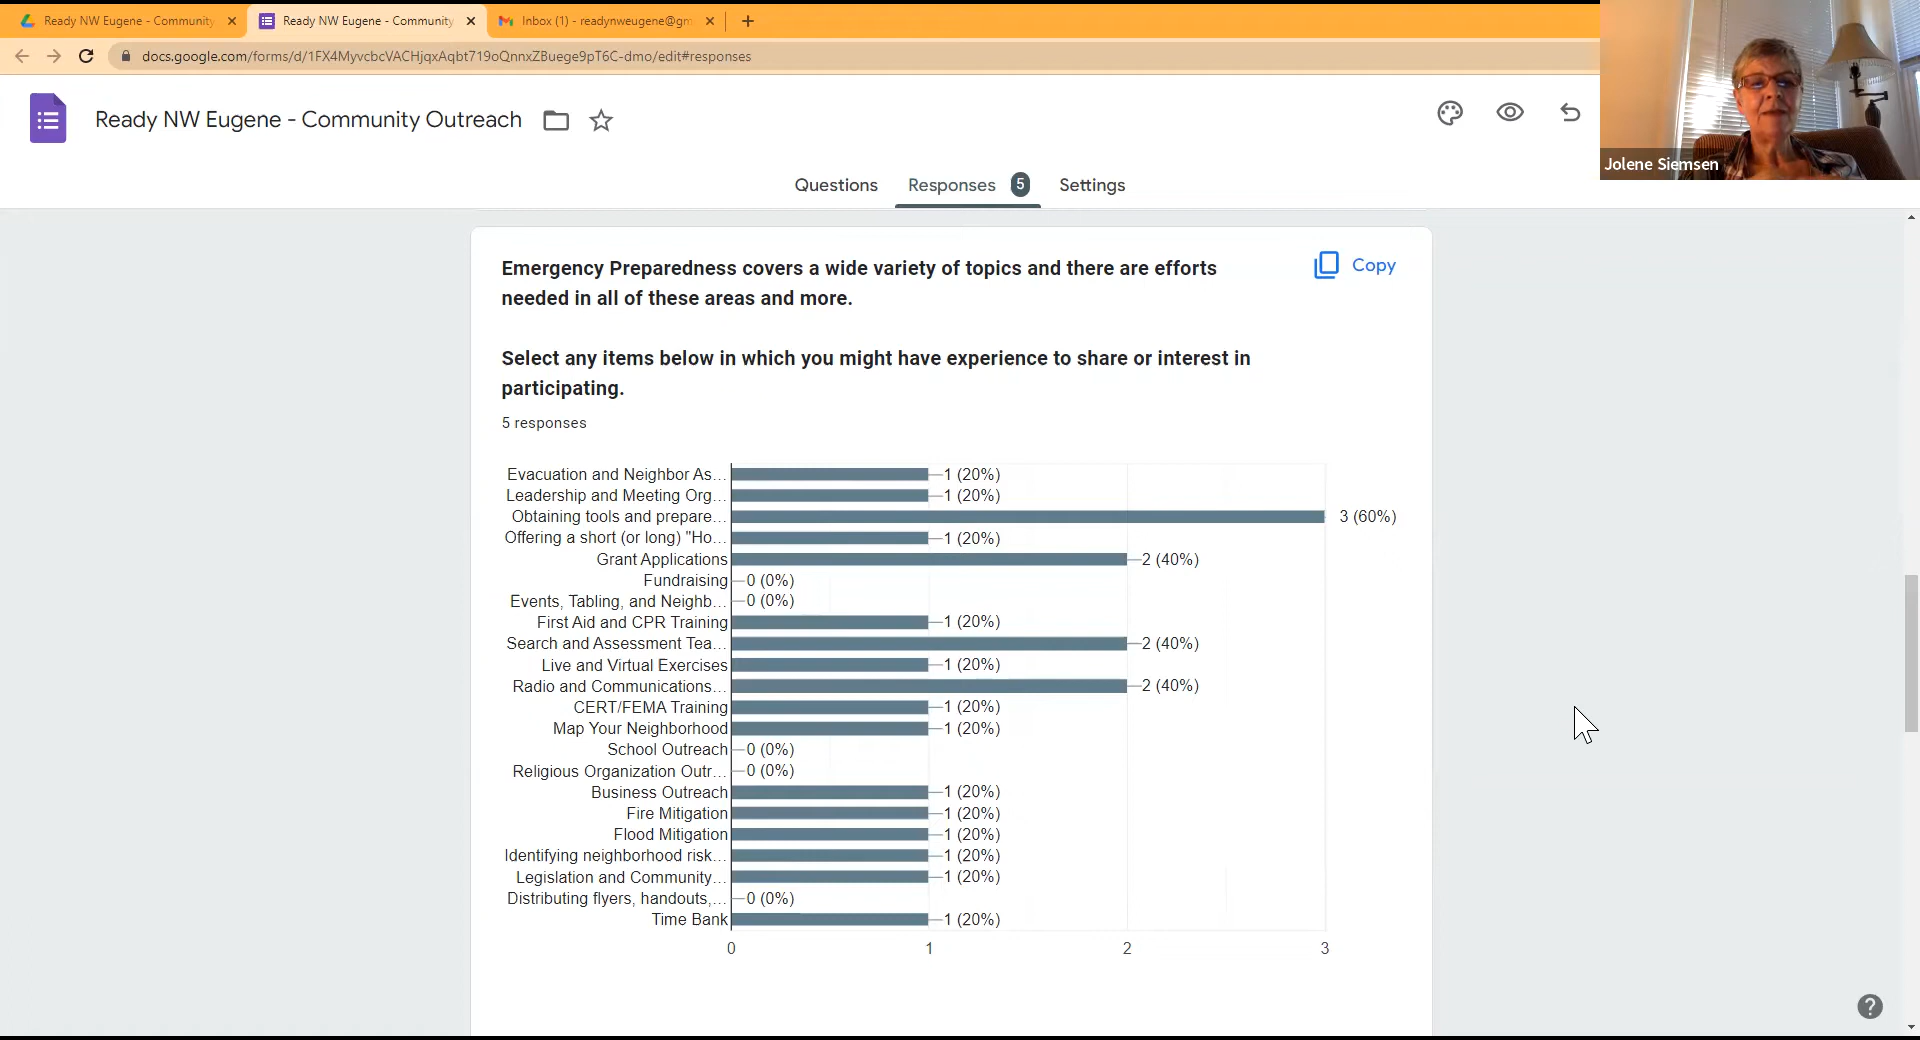 Ready NW Eugene - Community
Ready NW Eugene - Community
Inbox (1) - readynweugene@gm
docs.google.com/forms/d/1FX4MyvcbcVACHjqxAqbt719oQnnxZBuege9pT6C-dmo/edit#responses
Ready NW Eugene - Community Outreach
Jolene Siemsen
Questions
Responses 5
Settings
Emergency Preparedness covers a wide variety of topics and there are efforts
needed in all of these areas and more.
Copy
Select any items below in which you might have experience to share or interest in
participating.
5 responses
Evacuation and Neighbor As... 1 (20%)
Leadership and Meeting Org... 1 (20%)
Obtaining tools and prepare... 3 (60%)
Offering a short (or long) "Ho... 1 (20%)
Grant Applications 2 (40%)
Fundraising 0 (0%)
Events, Tabling, and Neighb... 0 (0%)
First Aid and CPR Training 1 (20%)
Search and Assessment Tea... 2 (40%)
Live and Virtual Exercises 1 (20%)
Radio and Communications... 2 (40%)
CERT/FEMA Training 1 (20%)
Map Your Neighborhood 1 (20%)
School Outreach 0 (0%)
Religious Organization Outr... 0 (0%)
Business Outreach 1 (20%)
Fire Mitigation 1 (20%)
Flood Mitigation 1 (20%)
Identifying neighborhood risk... 1 (20%)
Legislation and Community... 1 (20%)
Distributing flyers, handouts,... 0 (0%)
Time Bank 1 (20%)
0 1 2 3